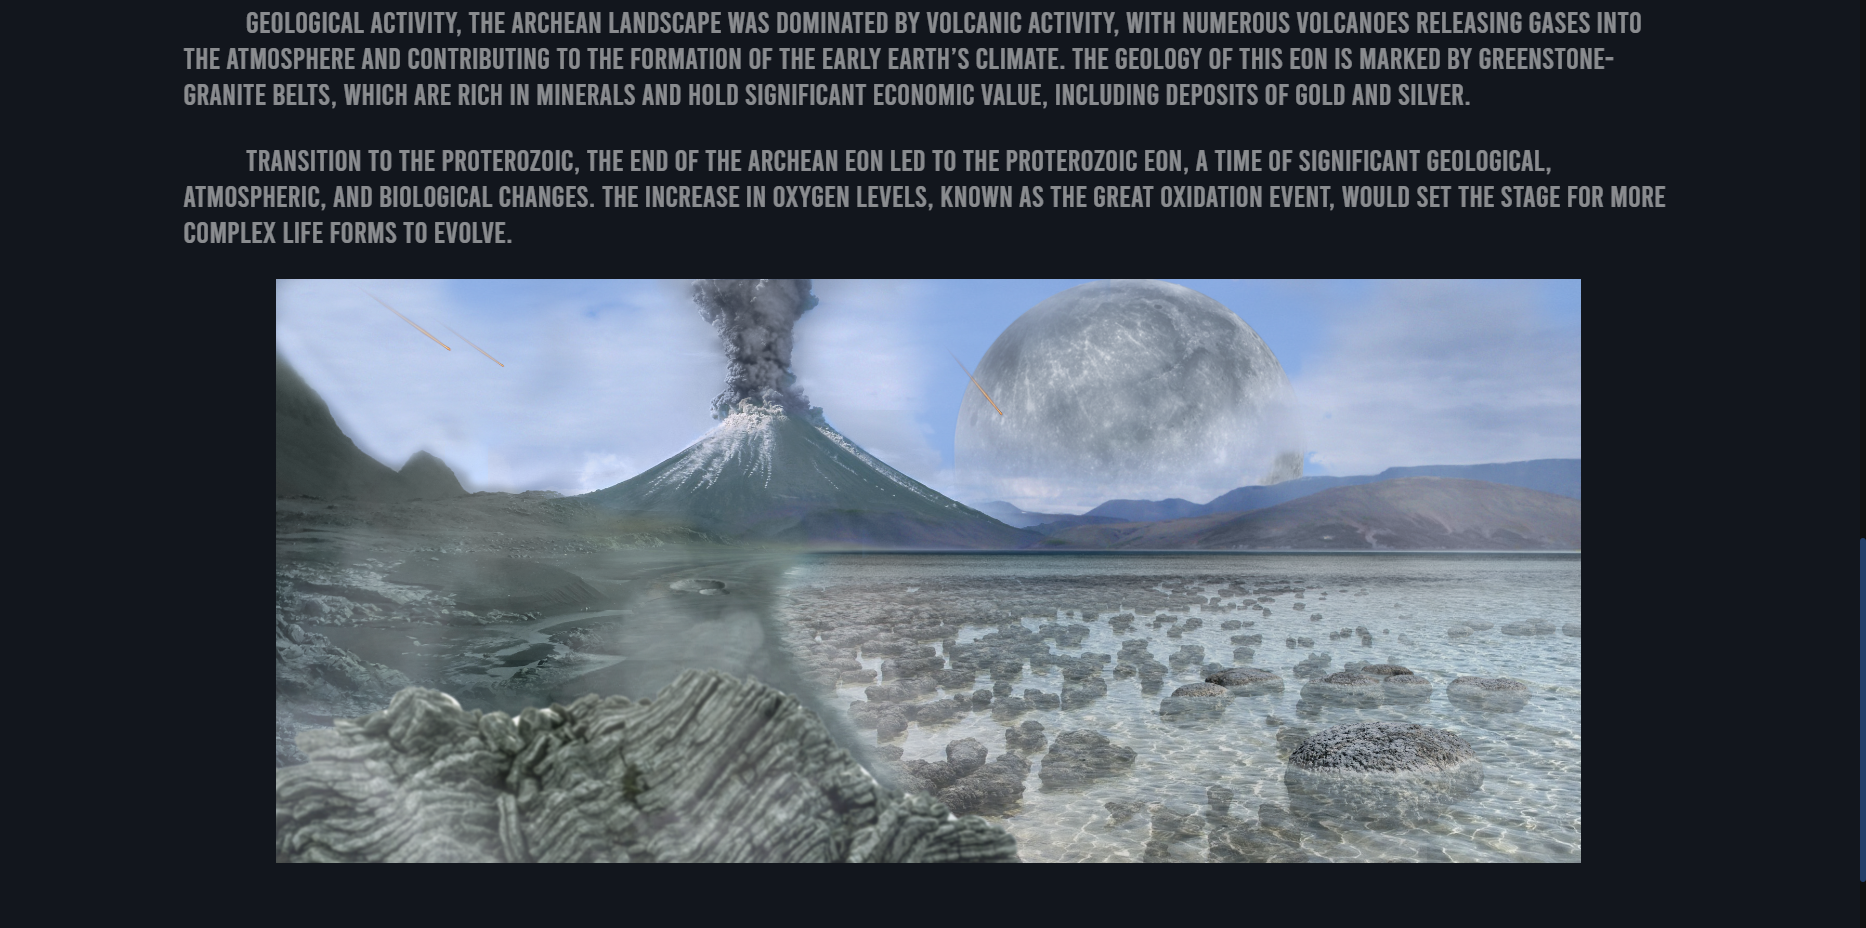 GEOLOGICAL ACTIVITY, THE ARCHEAN LANDSCAPE WAS DOMINATED BY VOLCANIC ACTIVITY, WITH NUMEROUS VOLCANOES RELEASING GASES INTO
THE ATMOSPHERE AND CONTRIBUTING TO THE FORMATION OF THE EARLY EARTH’S CLIMATE. THE GEOLOGY OF THIS EON IS MARKED BY GREENSTONE-
GRANITE BELTS, WHICH ARE RICH IN MINERALS AND HOLD SIGNIFICANT ECONOMIC VALUE, INCLUDING DEPOSITS OF GOLD AND SILVER.
TRANSITION TO THE PROTEROZOIC, THE END OF THE ARCHEAN EON LED TO THE PROTEROZOIC EON, A TIME OF SIGNIFICANT GEOLOGICAL,
ATMOSPHERIC, AND BIOLOGICAL CHANGES. THE INCREASE IN OXYGEN LEVELS, KNOWN AS THE GREAT OXIDATION EVENT, WOULD SET THE STAGE FOR MORE
COMPLEX LIFE FORMS TO EVOLVE.